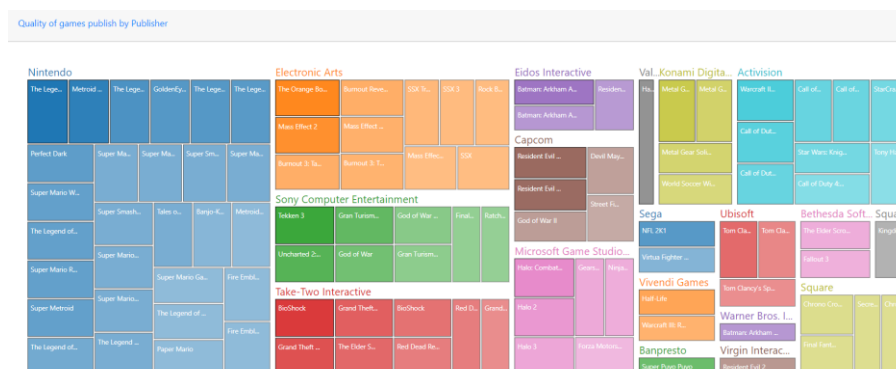 Quality of games publish by Publisher
Nintendo
The Lege...
Metroid ...
The Lege...
GoldenEy...
The Lege...
The Lege...
Perfect Dark
Super Ma...
Super Ma...
Super Sm...
Super Ma...
Super Mario W...
The Legend of...
Super Smash...
Tales o...
Banjo-K...
Metroid...
Super Mario R...
Super Mario...
Super Mario Ga...
Fire Embl...
Super Metroid
Super Mario...
The Legend of ...
The Legend of...
The Legend ...
Paper Mario
Fire Embl...
Electronic Arts
The Orange Bo...
Burnout Reve...
SSX Tr...
SSX 3
Rock B...
Mass Effect 2
Mass Effect ...
Burnout 3: Ta...
Burnout 3: T...
Mass Effec...
SSX
Sony Computer Entertainment
Tekken 3
Gran Turism...
God of War ...
Final...
Ratch...
Uncharted 2:...
God of War
Gran Turism...
Take-Two Interactive
BioShock
Grand Theft...
BioShock
Red D...
Grand...
Grand Theft ...
The Elder S...
Red Dead Re...
Eidos Interactive
Batman: Arkham A...
Residen...
Batman: Arkham A...
Capcom
Resident Evil ...
Devil May...
Resident Evil ...
Street Fi...
God of War II
Microsoft Game Studio...
Halo: Combat...
Gears...
Ninja...
Halo 2
Halo 3
Forza Motors...
Val...
Ha...
Konami Digita...
Metal G...
Metal G...
Metal Gear Soli...
World Soccer Wi...
Activision
Warcraft II...
Call of...
Call of...
StarCra
Call of Dut...
Star Wars: Knig...
Tony H
Call of Dut...
Call of Duty 4:...
Sega
NFL 2K1
Virtua Fighter ...
Vivendi Games
Half-Life
Warcraft III: R...
Banpresto
Super Puyo Puyo
Ubisoft
Tom Cla...
Tom Cla...
Tom Clancy's Sp...
Warner Bros. I...
Batman: Arkham ...
Virgin Interac...
Resident Evil 2
Bethesda Soft...
The Elder Scro...
Fallout 3
Squa
Kingd
Square
Chrono Cro...
Secre...
Chr
Final Fant...